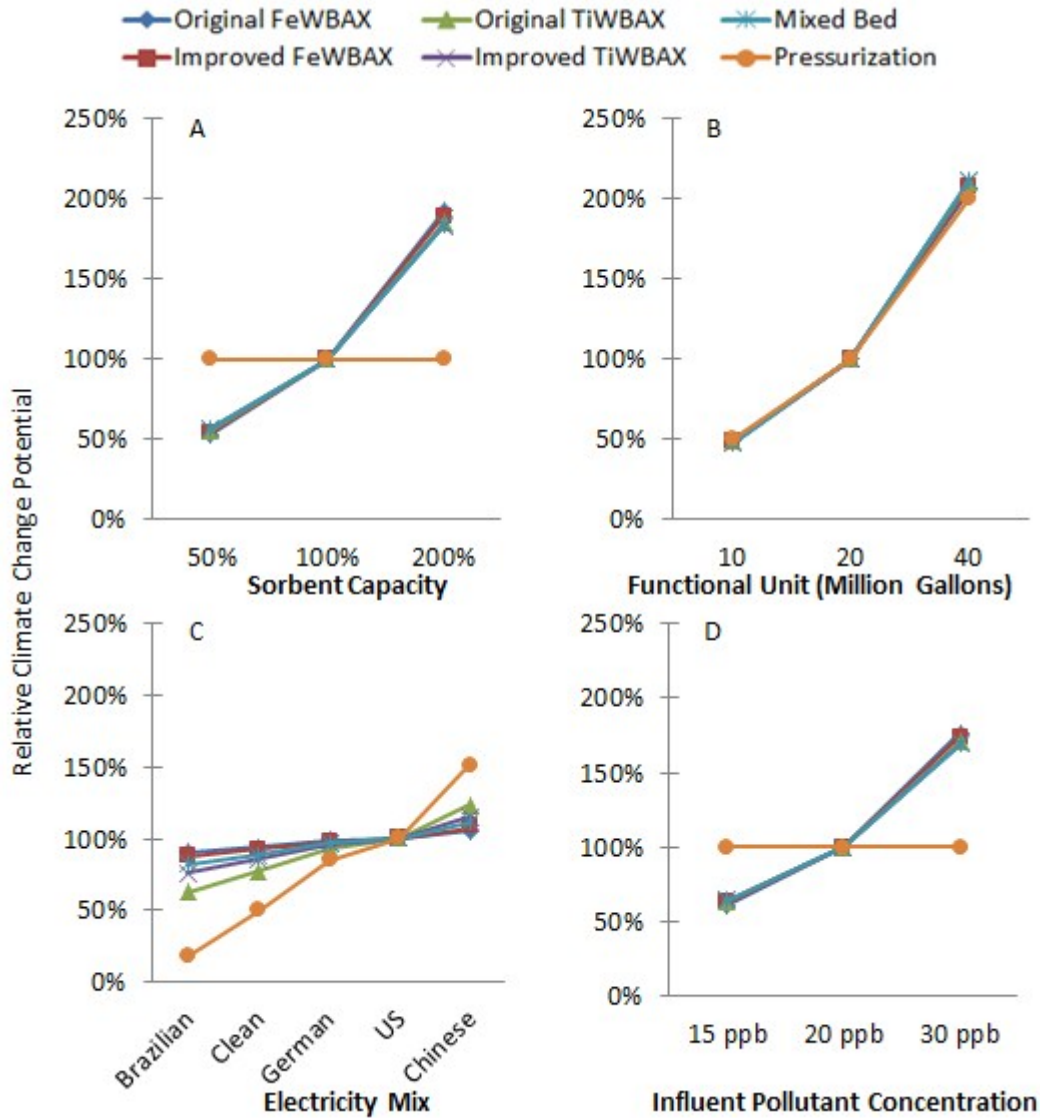 Original FeWBAX Original TiWBAX Mixed Bed
Improved FeWBAX Improved TiWBAX Pressurization
Relative Climate Change Potential
A
250%
200%
150%
100%
50%
0%
50% 100% 200%
Sorbent Capacity
B
250%
200%
150%
100%
50%
0%
10 20 40
Functional Unit (Million Gallons)
C
250%
200%
150%
100%
50%
0%
Brazilian Clean German US Chinese
Electricity Mix
D
250%
200%
150%
100%
50%
0%
15 ppb 20 ppb 30 ppb
Influent Pollutant Concentration